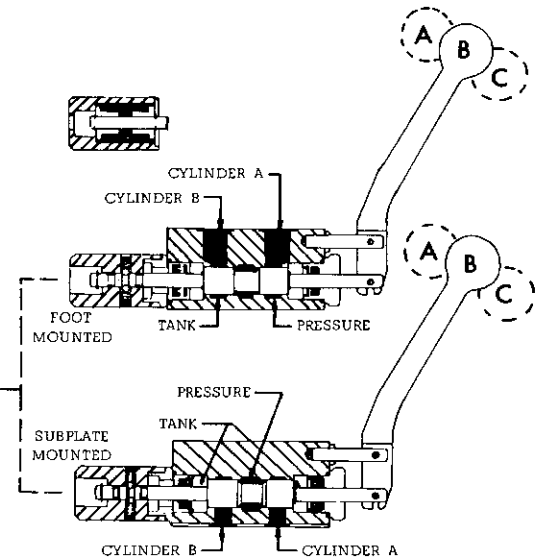 A
B
C
CYLINDER A
CYLINDER B
FOOT
MOUNTED
TANK
PRESSURE
A
B
C
PRESSURE
TANK
SUBPLATE
MOUNTED
CYLINDER B
CYLINDER A